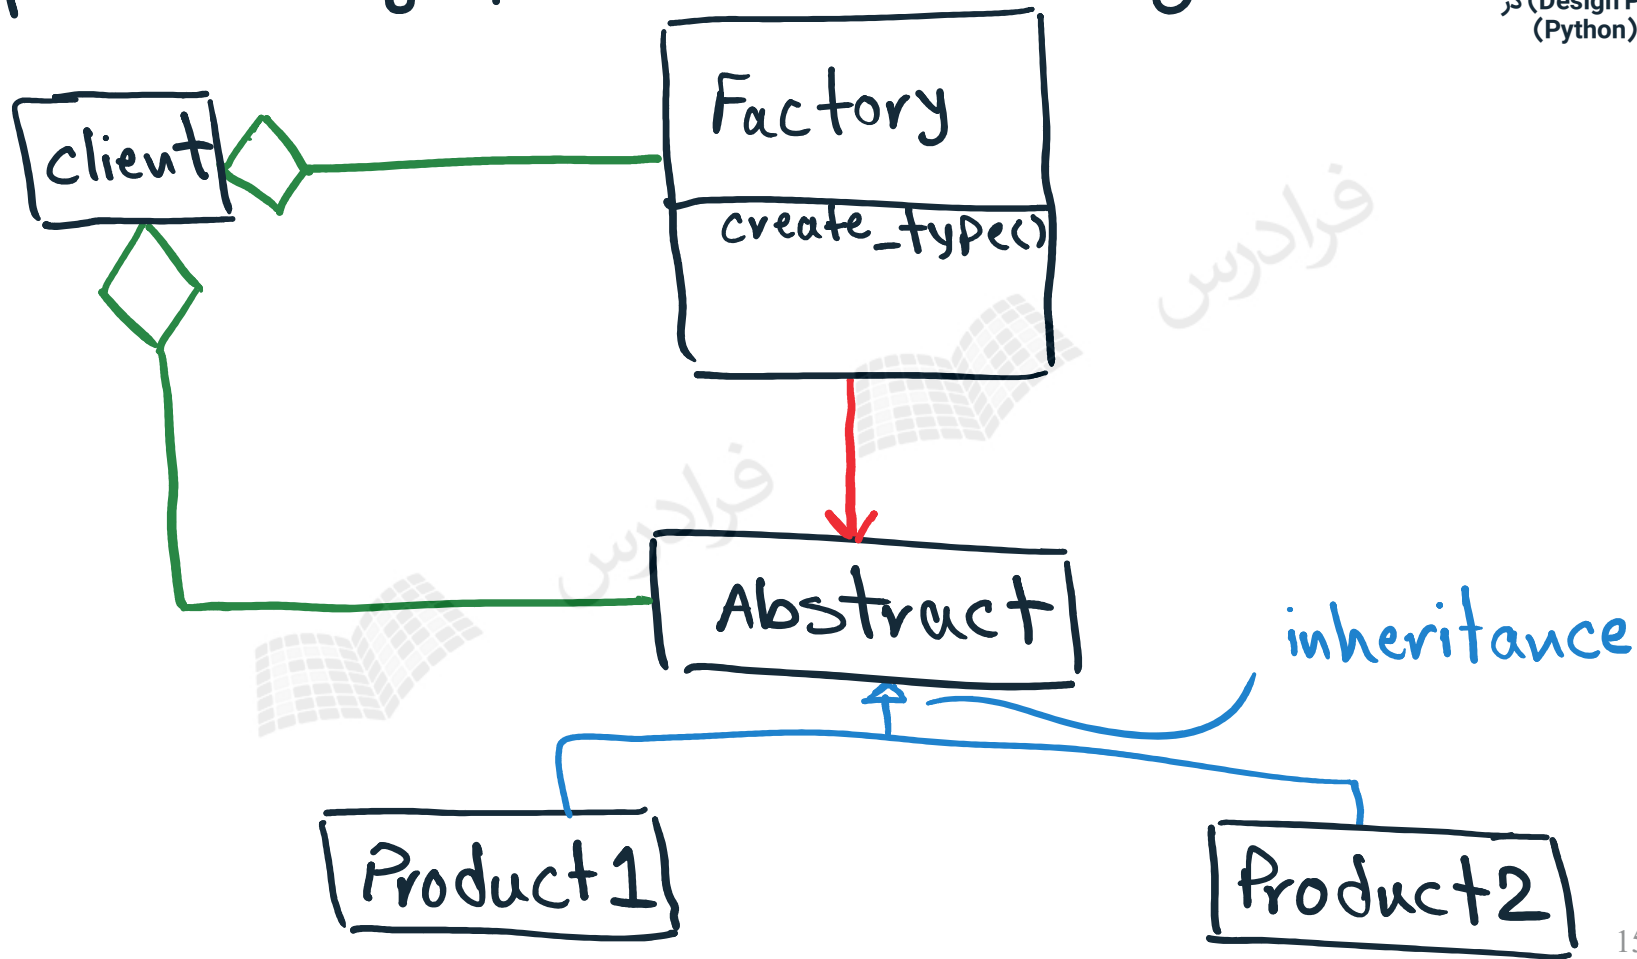 (Python)
Factory
client
create_type()
فرادرس
فرادرس
Abstract
inheritance
Product1
Product2